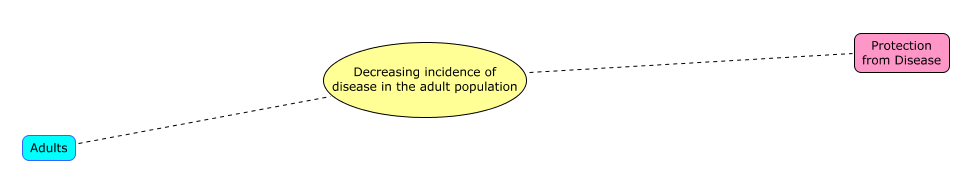 Protection
from Disease
Decreasing incidence of
disease in the adult population
Adults